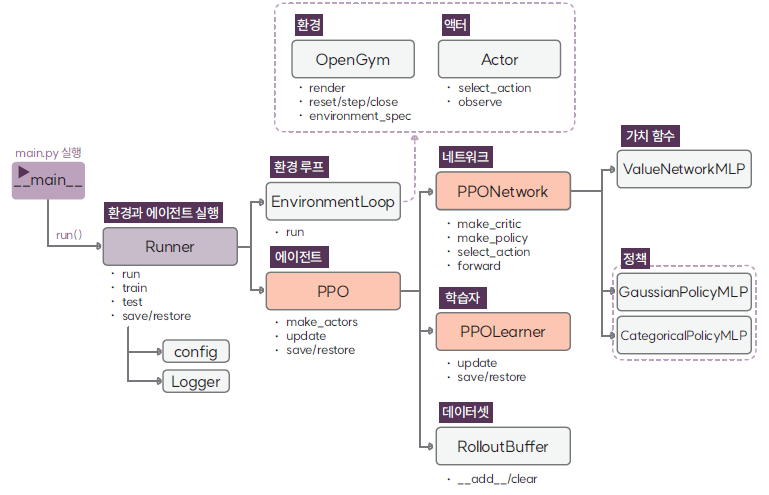 환경
OpenGym
· render
· reset/step/close
· environment_spec
액터
Actor
· select_action
· observe
main.py 실행
__main__
run()
환경과 에이전트 실행
Runner
· run
· train
· test
· save/restore
config
Logger
환경 루프
EnvironmentLoop
· run
에이전트
PPO
· make_actors
· update
· save/restore
네트워크
PPONetwork
· make_critic
· make_policy
· select_action
· forward
학습자
PPOLearner
· update
· save/restore
데이터셋
RolloutBuffer
· __add__/clear
가치 함수
ValueNetworkMLP
정책
GaussianPolicyMLP
CategoricalPolicyMLP